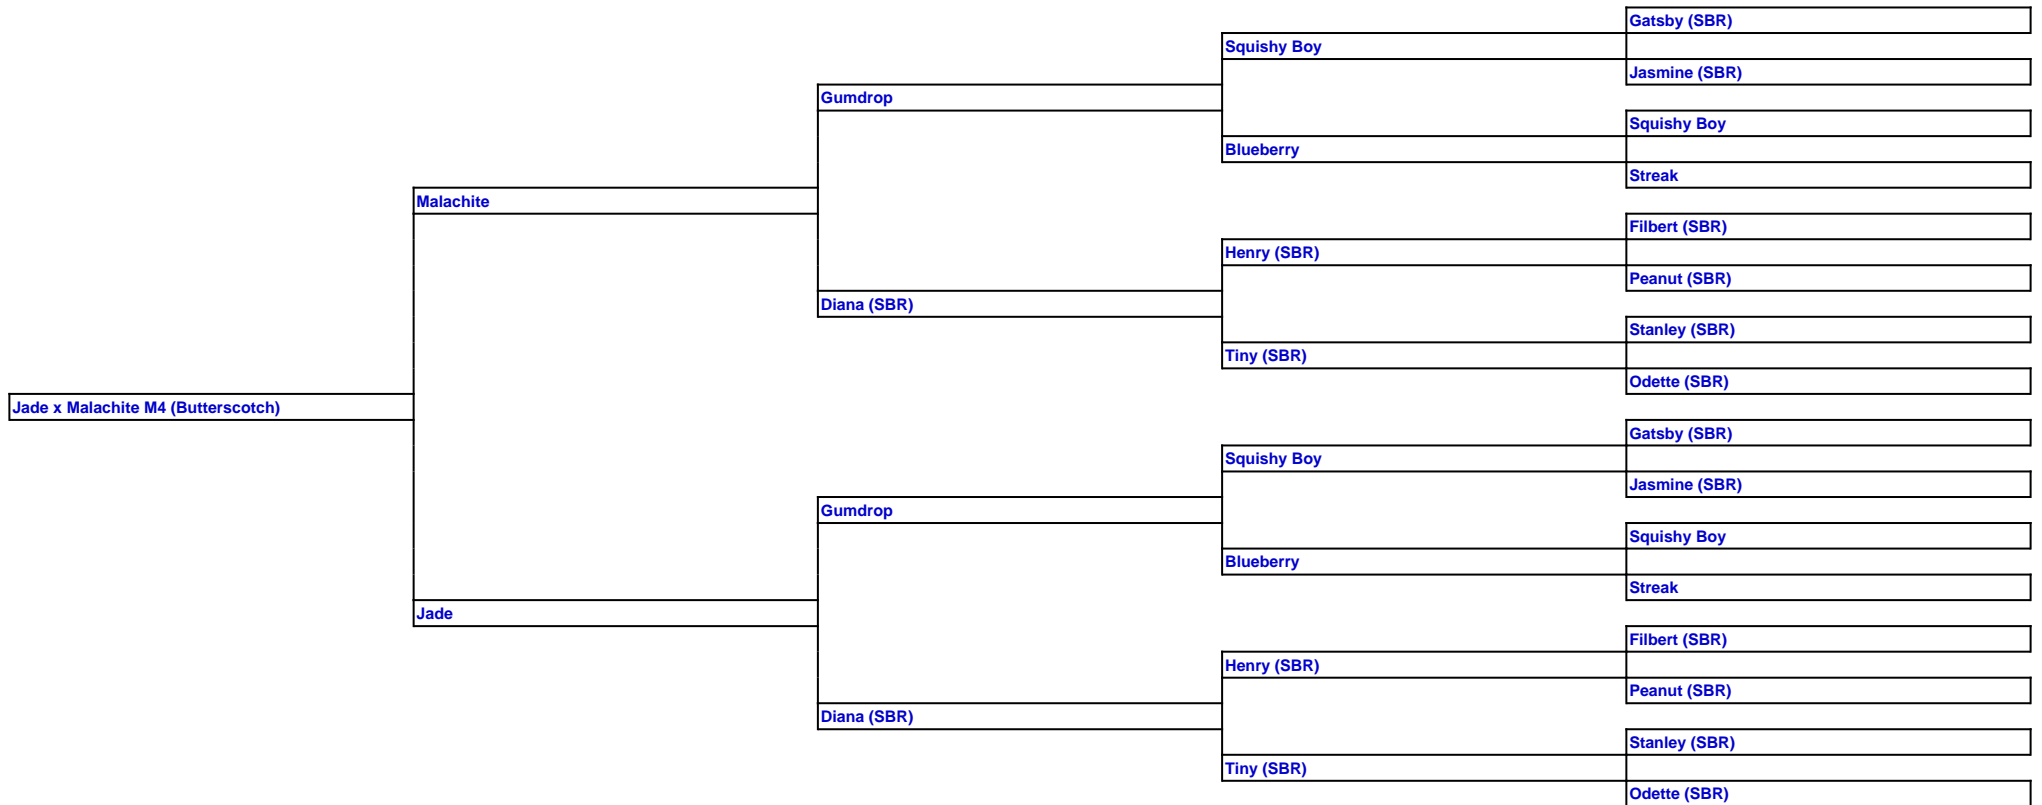 Gatsby (SBR)
Squishy Boy
Jasmine (SBR)
Gumdrop
Squishy Boy
Blueberry
Streak
Malachite
Filbert (SBR)
Henry (SBR)
Peanut (SBR)
Diana (SBR)
Stanley (SBR)
Tiny (SBR)
Odette (SBR)
Jade x Malachite M4 (Butterscotch)
Gatsby (SBR)
Squishy Boy
Jasmine (SBR)
Gumdrop
Squishy Boy
Blueberry
Streak
Jade
Filbert (SBR)
Henry (SBR)
Peanut (SBR)
Diana (SBR)
Stanley (SBR)
Tiny (SBR)
Odette (SBR)